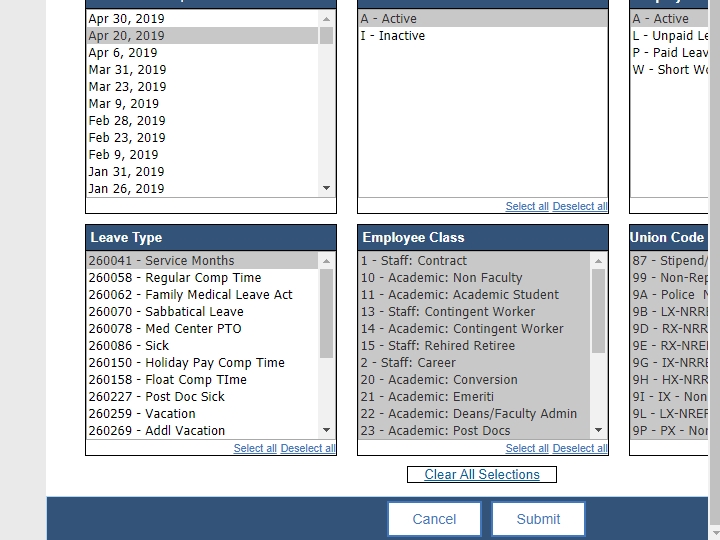 Apr 30, 2019
Apr 20, 2019
Apr 6, 2019
Mar 31, 2019
Mar 23, 2019
Mar 9, 2019
Feb 28, 2019
Feb 23, 2019
Feb 9, 2019
Jan 31, 2019
Jan 26, 2019
A - Active
I - Inactive
Select all Deselect all
A - Active
L - Unpaid Le
P - Paid Leav
W - Short Wo
Leave Type
260041 - Service Months
260058 - Regular Comp Time
260062 - Family Medical Leave Act
260070 - Sabbatical Leave
260078 - Med Center PTO
260086 - Sick
260150 - Holiday Pay Comp Time
260158 - Float Comp TIme
260227 - Post Doc Sick
260259 - Vacation
260269 - Addl Vacation
Select all Deselect all
Employee Class
1 - Staff: Contract
10 - Academic: Non Faculty
11 - Academic: Academic Student
13 - Staff: Contingent Worker
14 - Academic: Contingent Worker
15 - Staff: Rehired Retiree
2 - Staff: Career
20 - Academic: Conversion
21 - Academic: Emeriti
22 - Academic: Deans/Faculty Admin
23 - Academic: Post Docs
Select all Deselect all
Union Code
87 - Stipend/
99 - Non-Rep
9A - Police N
9B - LX-NRRE
9D - RX-NRR
9E - RX-NREI
9G - IX-NRRE
9H - HX-NRR
9I - IX - Non
9L - LX-NREF
9P - PX - Nor
Clear All Selections
Cancel
Submit